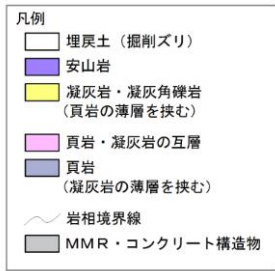 凡例
埋戻土（掘削ズリ）
安山岩
凝灰岩・凝灰角礫岩
（頁岩の薄層を挟む）
頁岩・凝灰岩の互層
頁岩
（凝灰岩の薄層を挟む）
岩相境界線
ＭＭＲ・コンクリート構造物